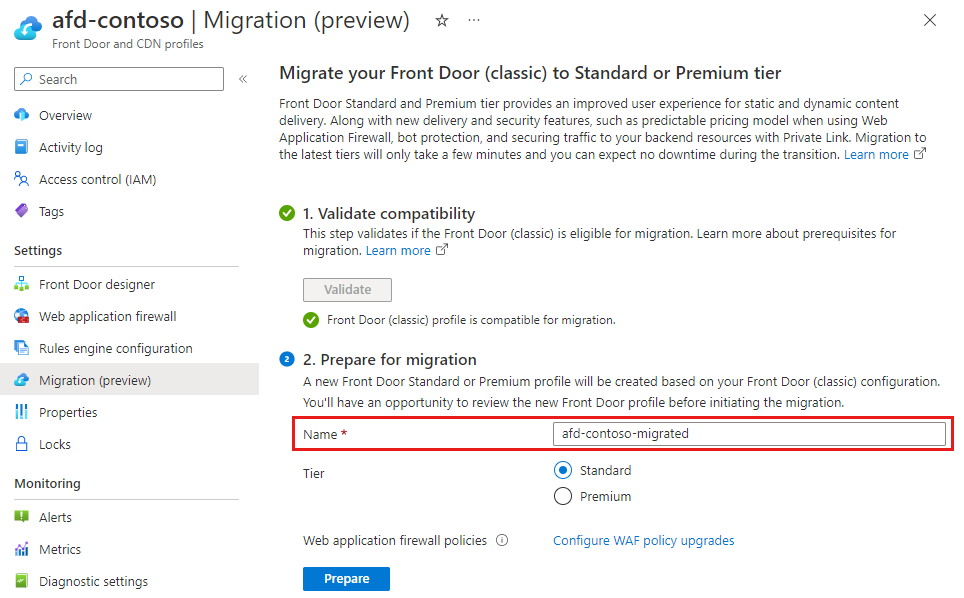 afd-contoso | Migration (preview)
Front Door and CDN profiles
Search
Overview
Activity log
Access control (IAM)
Tags
Settings
Front Door designer
Web application firewall
Rules engine configuration
Migration (preview)
Properties
Locks
Monitoring
Alerts
Metrics
Diagnostic settings
Migrate your Front Door (classic) to Standard or Premium tier
Front Door Standard and Premium tier provides an improved user experience for static and dynamic content
delivery. Along with new delivery and security features, such as predictable pricing model when using Web
Application Firewall, bot protection, and securing traffic to your backend resources with Private Link. Migration to
the latest tiers will only take a few minutes and you can expect no downtime during the transition. Learn more
1. Validate compatibility
This step validates if the Front Door (classic) is eligible for migration. Learn more about prerequisites for
migration. Learn more
Validate
Front Door (classic) profile is compatible for migration.
2 2. Prepare for migration
A new Front Door Standard or Premium profile will be created based on your Front Door (classic) configuration.
You'll have an opportunity to review the new Front Door profile before initiating the migration.
Name * afd-contoso-migrated
Tier Standard
Premium
Web application firewall policies Configure WAF policy upgrades
Prepare